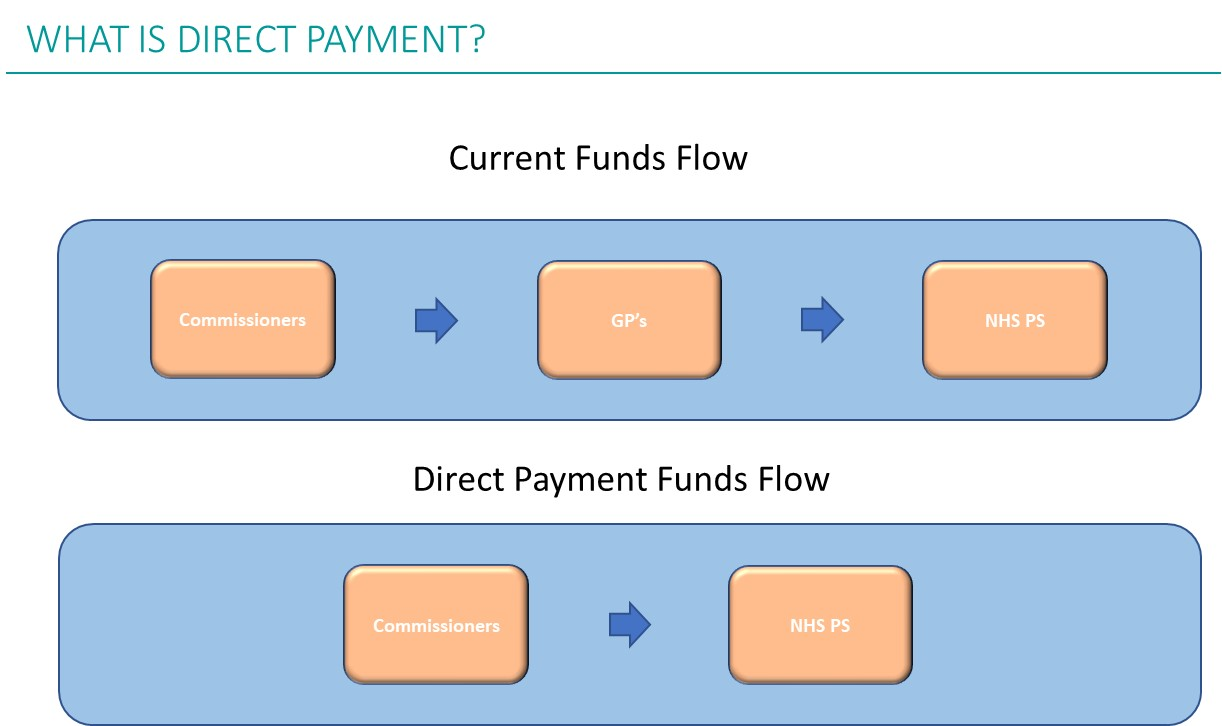 WHAT IS DIRECT PAYMENT?
Current Funds Flow
Commissioners
GP’s
NHS PS
Direct Payment Funds Flow
Commissioners
NHS PS